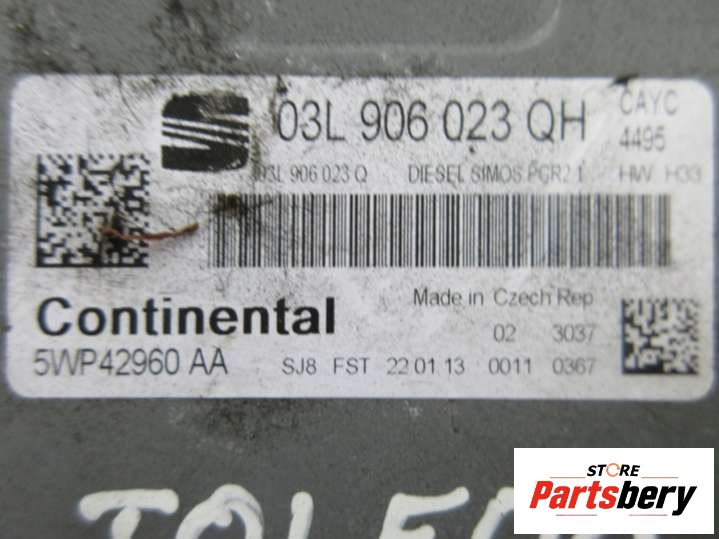 03L 906 023 QH CAYC
4495
03L 906 023 Q DIESEL SIMOS PCR2.1 HW H33
Continental Made in Czech Rep
02 3037
5WP42960 AA SJ8 FST 22 01 13 0011 0367
STORE
Partsbery